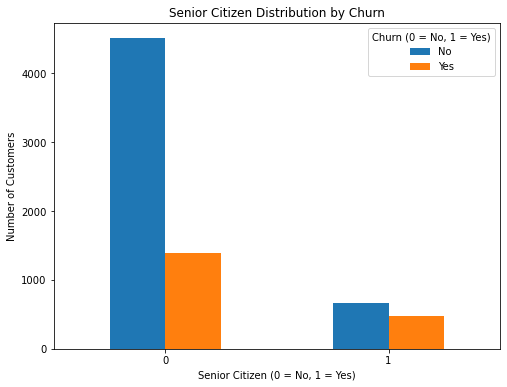 Senior Citizen Distribution by Churn
Churn (0 = No, 1 = Yes)
No
Yes
Number of Customers
4000
3000
2000
1000
0
0
1
Senior Citizen (0 = No, 1 = Yes)